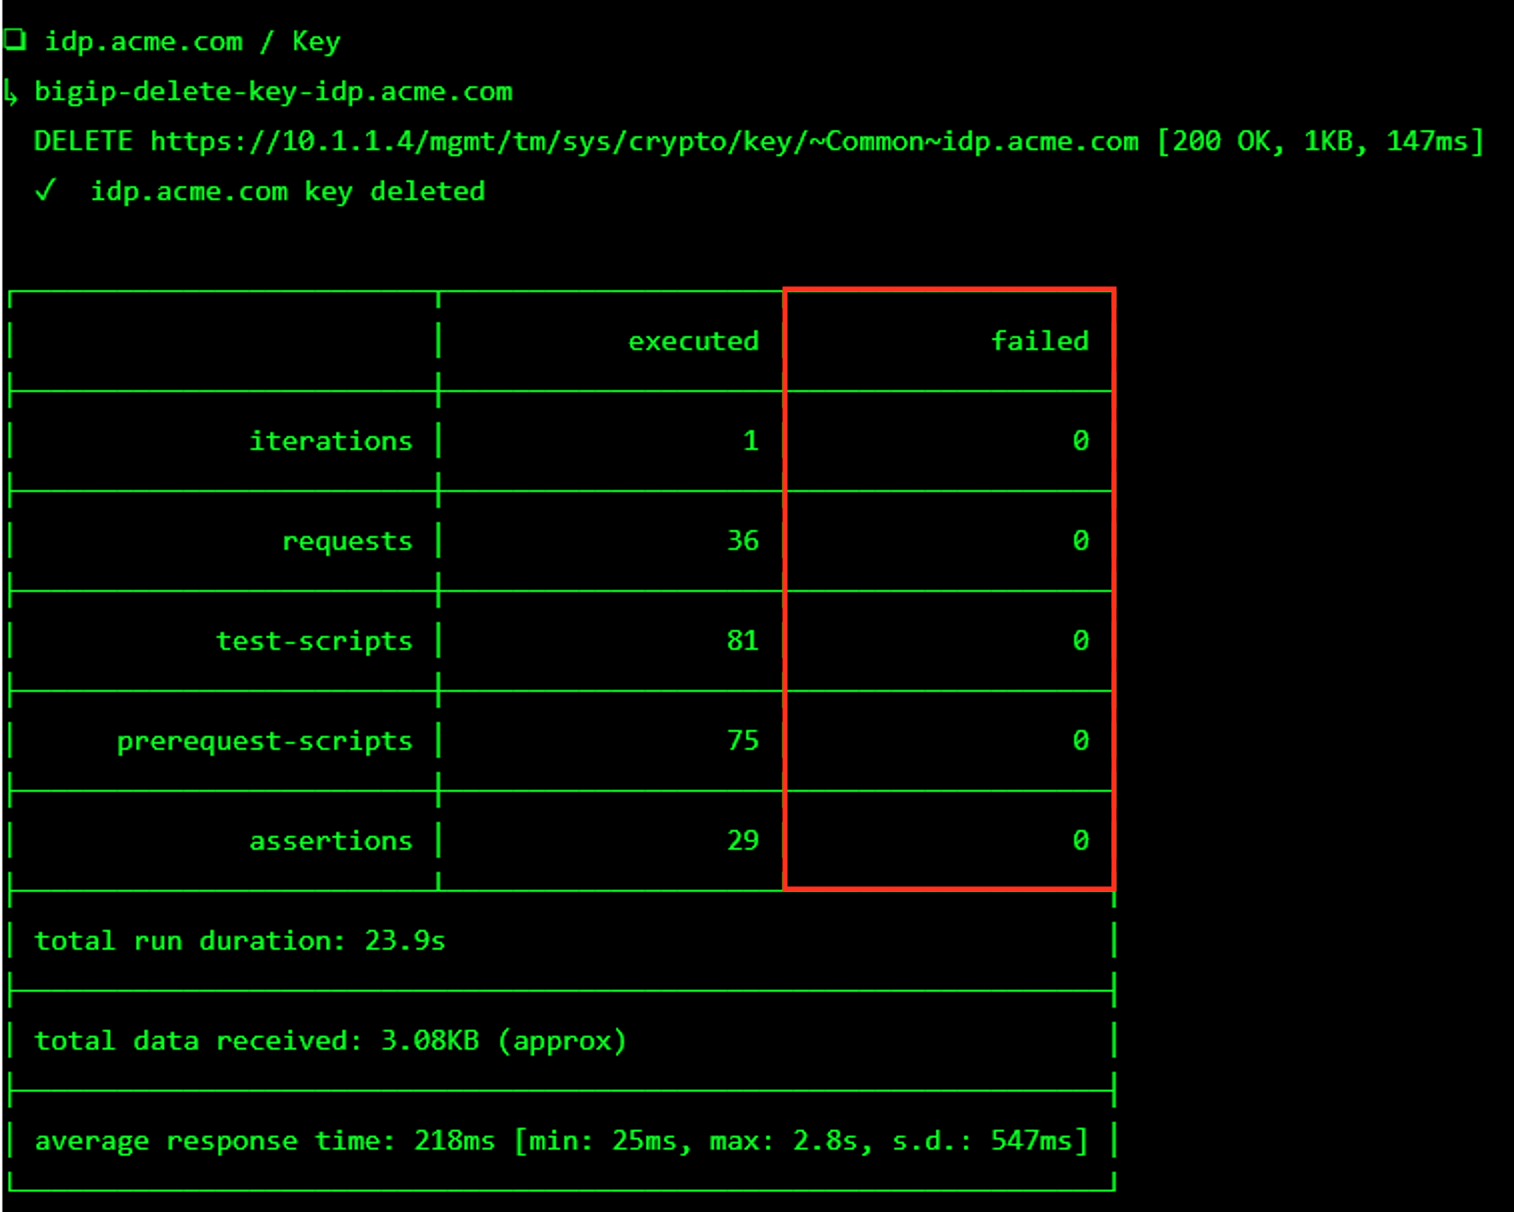 ❏ idp.acme.com / Key
↳ bigip-delete-key-idp.acme.com
DELETE https://10.1.1.4/mgmt/tm/sys/crypto/key/~Common~idp.acme.com [200 OK, 1KB, 147ms]
✓ idp.acme.com key deleted
executed failed
iterations 1 0
requests 36 0
test-scripts 81 0
prerequest-scripts 75 0
assertions 29 0
total run duration: 23.9s
total data received: 3.08KB (approx)
average response time: 218ms [min: 25ms, max: 2.8s, s.d.: 547ms]